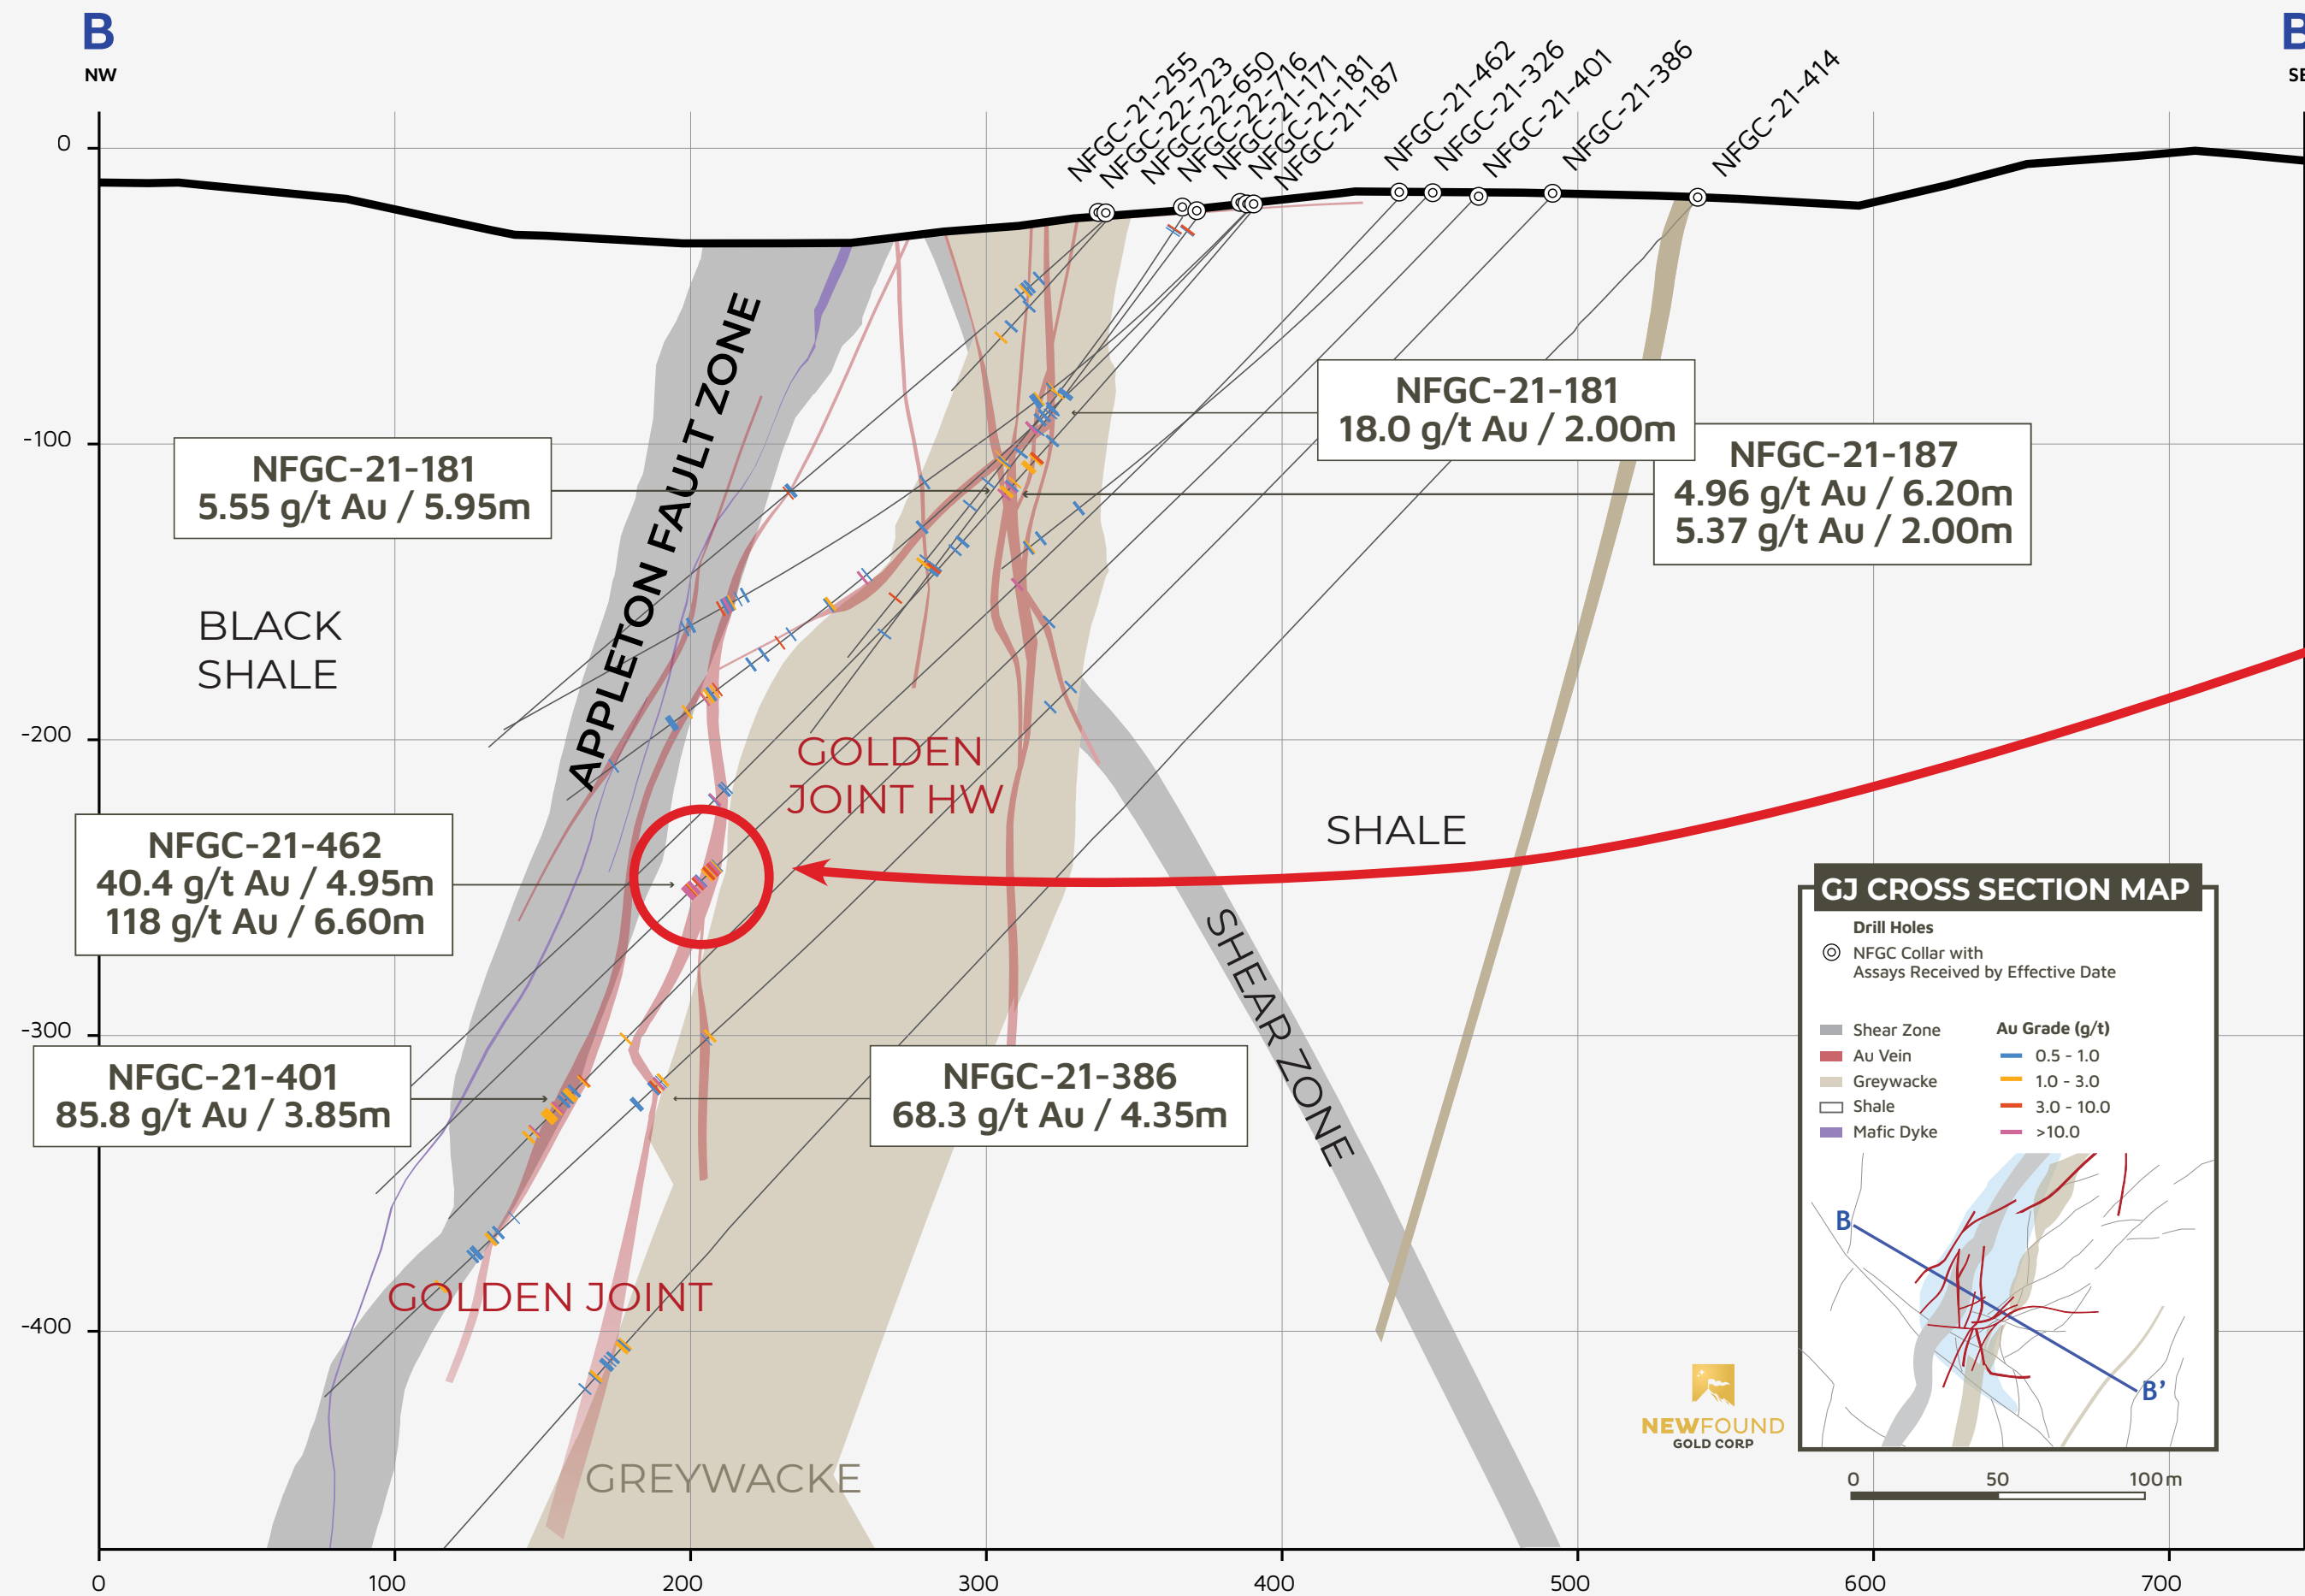 B
B
NW
SE
NFGC-21-255
NFGC-22-723
NFGC-22-650
NFGC-22-716
NFGC-21-171
NFGC-21-181
NFGC-21-187
NFGC-21-462
NFGC-21-326
NFGC-21-401
NFGC-21-386
NFGC-21-414
0
-100
-200
-300
-400
APPLETON FAULT ZONE
NFGC-21-181
18.0 g/t Au / 2.00m
NFGC-21-181
5.55 g/t Au / 5.95m
NFGC-21-187
4.96 g/t Au / 6.20m
5.37 g/t Au / 2.00m
BLACK
SHALE
GOLDEN
JOINT HW
SHALE
NFGC-21-462
40.4 g/t Au / 4.95m
118 g/t Au / 6.60m
SHEAR ZONE
NFGC-21-401
85.8 g/t Au / 3.85m
NFGC-21-386
68.3 g/t Au / 4.35m
GOLDEN JOINT
GREYWACKE
GJ CROSS SECTION MAP
Drill Holes
NFGC Collar with
Assays Received by Effective Date
Shear Zone
Au Vein
Greywacke
Shale
Mafic Dyke
Au Grade (g/t)
0.5 - 1.0
1.0 - 3.0
3.0 - 10.0
>10.0
B
B’
NEWFOUND
GOLD CORP
0 50 100m
0 100 200 300 400 500 600 700